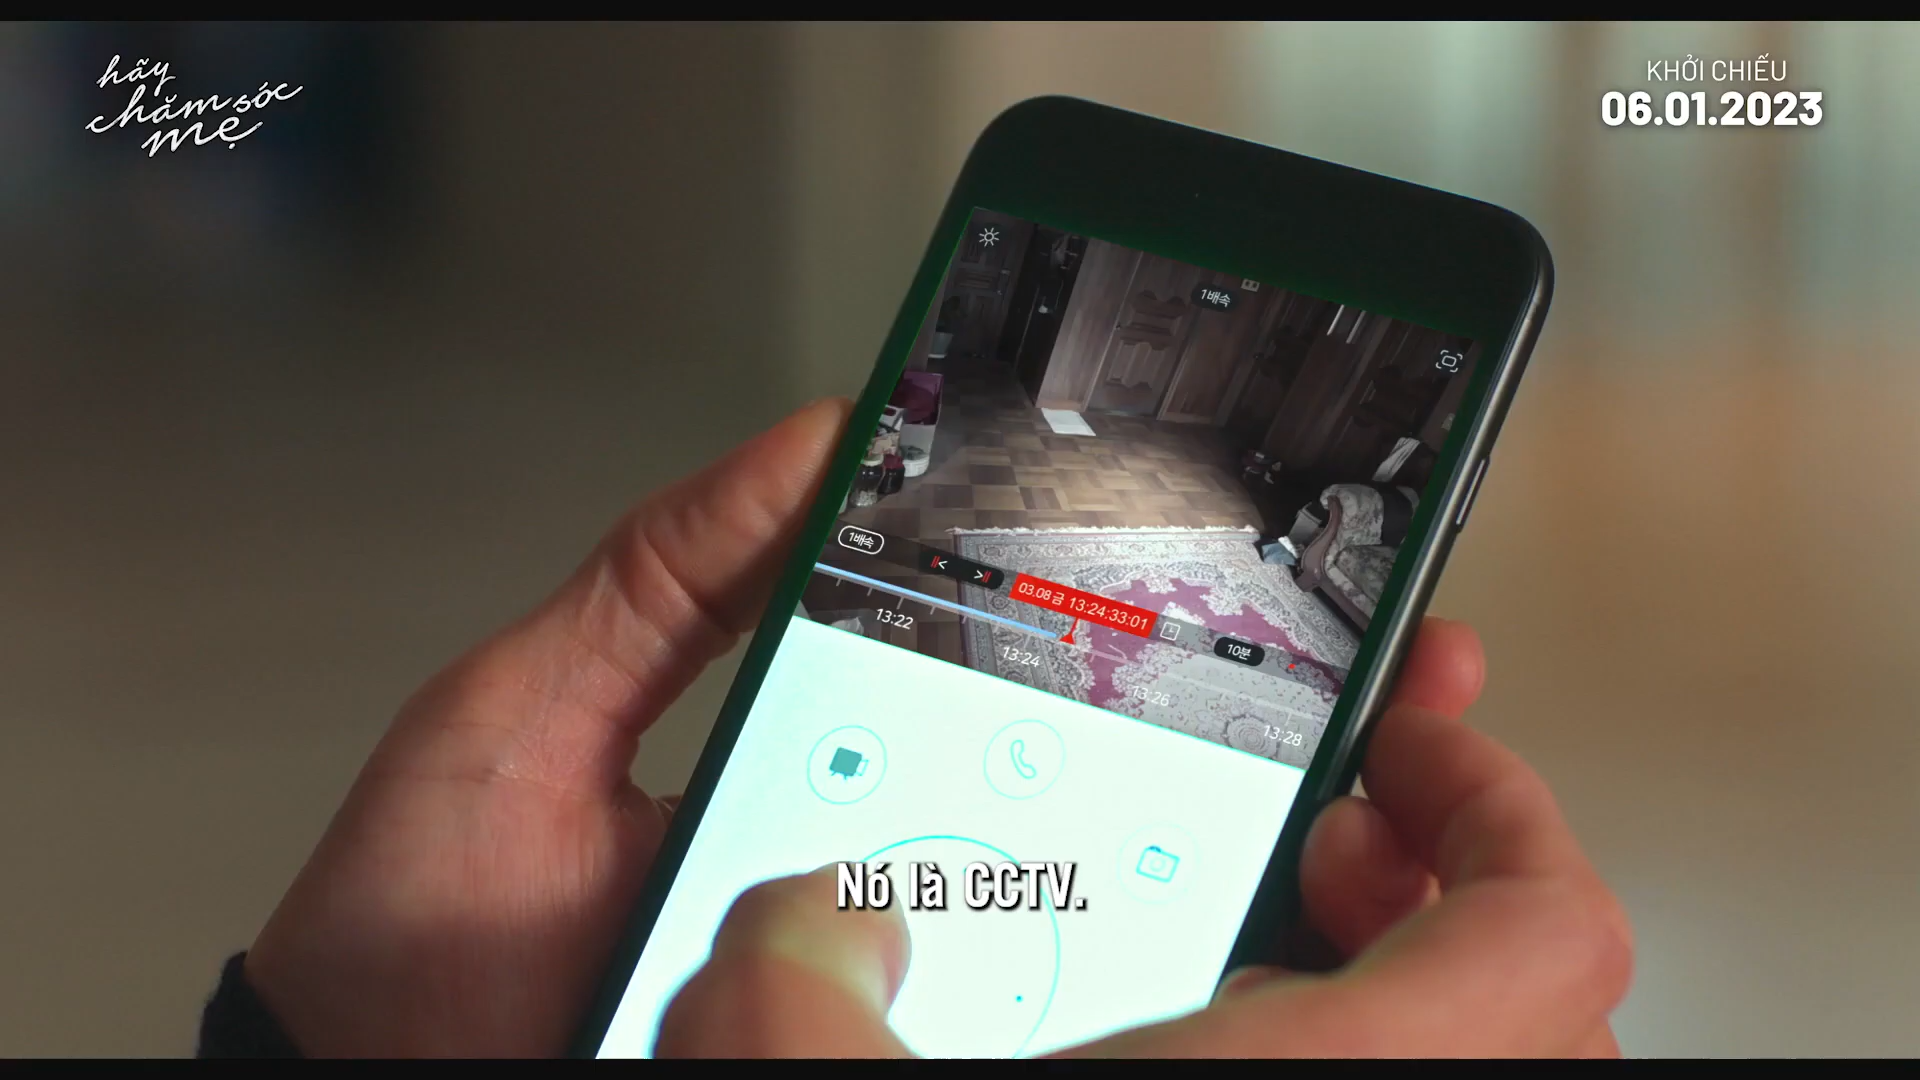 hãy
chăm sóc
mẹ
KHỞI CHIẾU
06.01.2023
1배속
1배속
03.08 금 13:24:33:01
10분
13:22
13:24
13:26
13:28
Nó là CCTV.